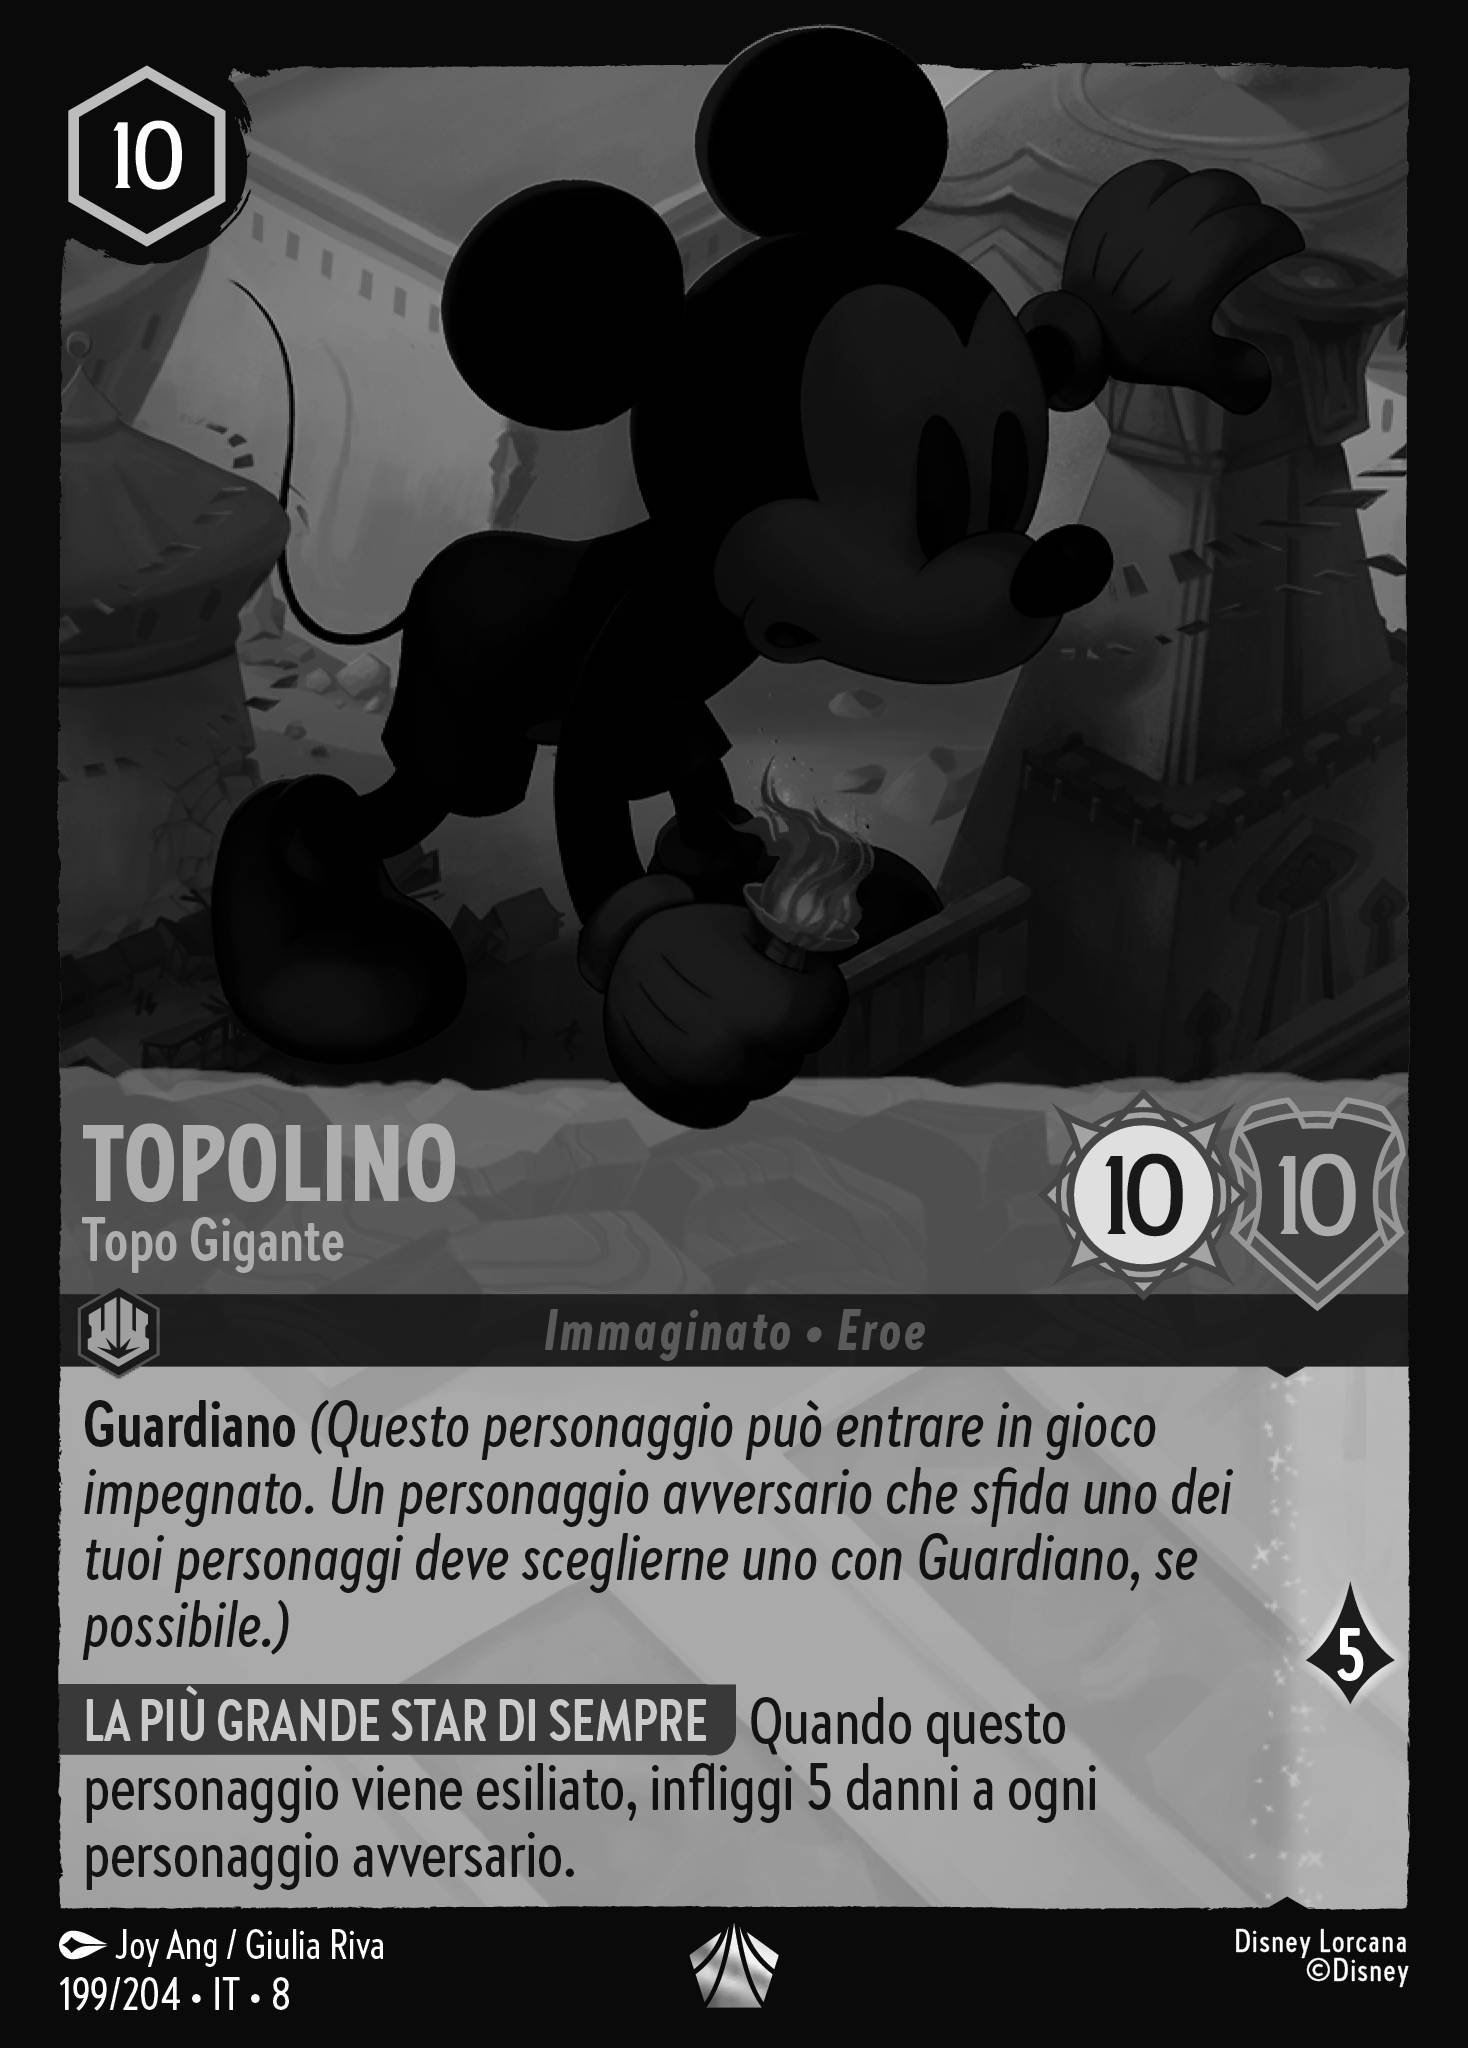 10
TOPOLINO
Topo Gigante
10
10
Immaginato • Eroe
Guardiano (Questo personaggio può entrare in gioco
impegnato. Un personaggio avversario che sfida uno dei
tuoi personaggi deve sceglierne uno con Guardiano, se
possibile.)
5
LA PIÙ GRANDE STAR DI SEMPRE Quando questo
personaggio viene esiliato, infliggi 5 danni a ogni
personaggio avversario.
Joy Ang / Giulia Riva
199/204 • IT • 8
Disney Lorcana
©Disney